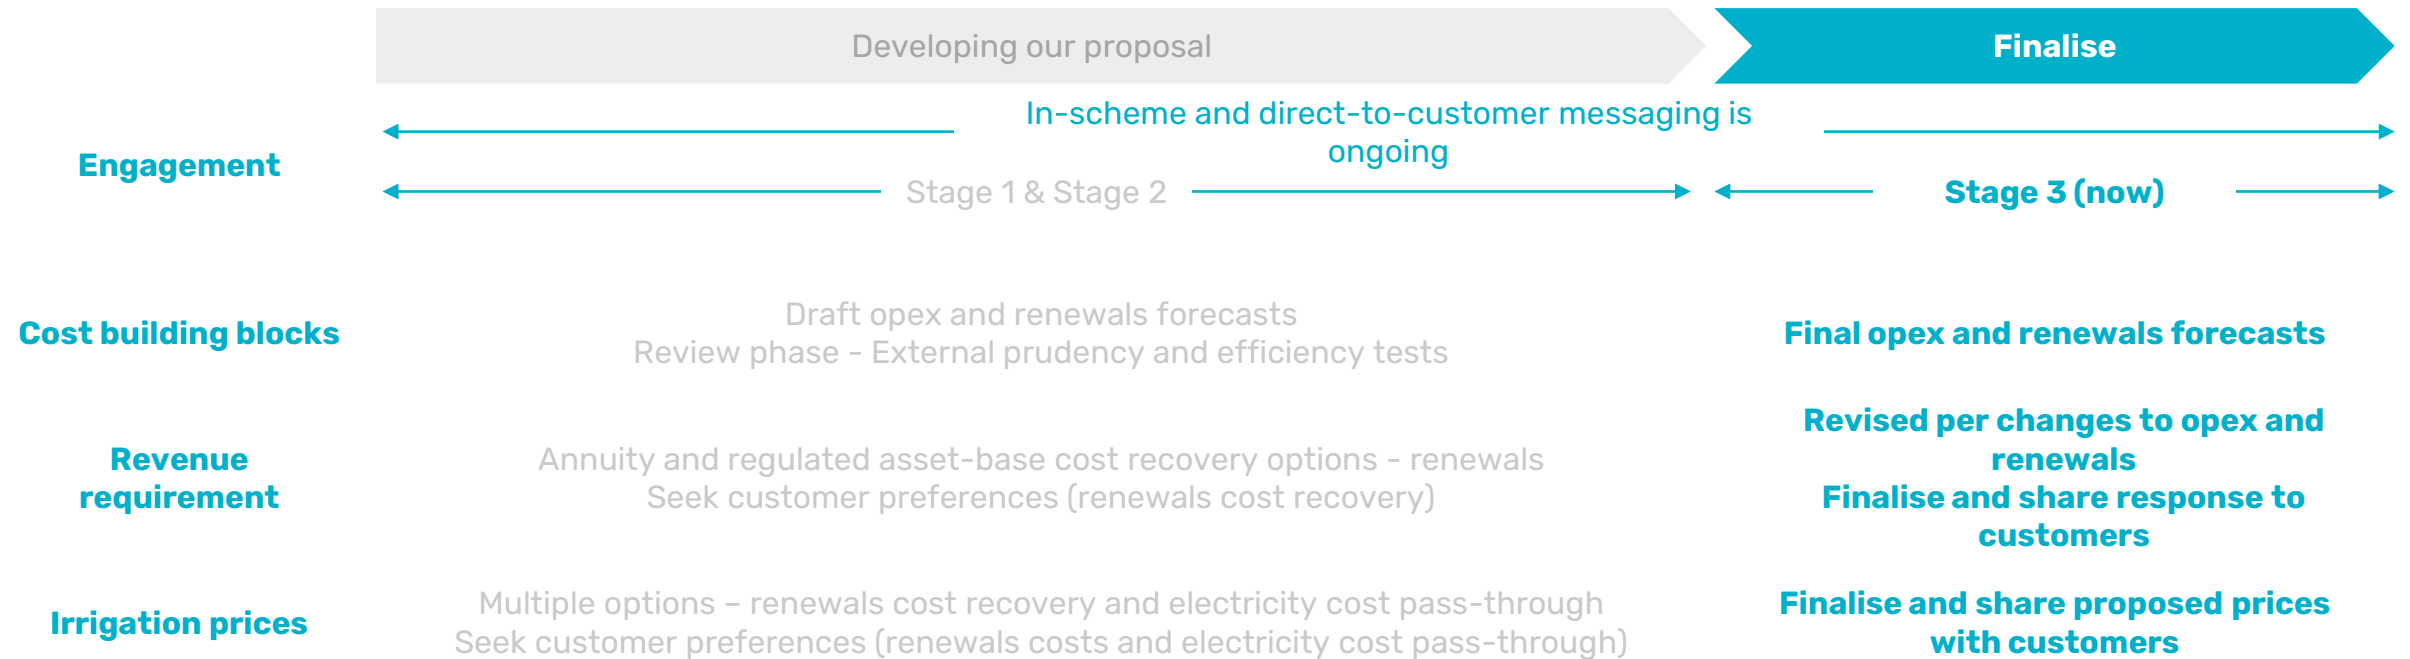 Developing our proposal
Finalise
Engagement
In-scheme and direct-to-customer messaging is
ongoing
Stage 1 & Stage 2
Stage 3 (now)
Cost building blocks
Draft opex and renewals forecasts
Review phase - External prudency and efficiency tests
Final opex and renewals forecasts
Revenue
requirement
Annuity and regulated asset-base cost recovery options - renewals
Seek customer preferences (renewals cost recovery)
Revised per changes to opex and
renewals
Finalise and share response to
customers
Irrigation prices
Multiple options – renewals cost recovery and electricity cost pass-through
Seek customer preferences (renewals costs and electricity cost pass-through)
Finalise and share proposed prices
with customers